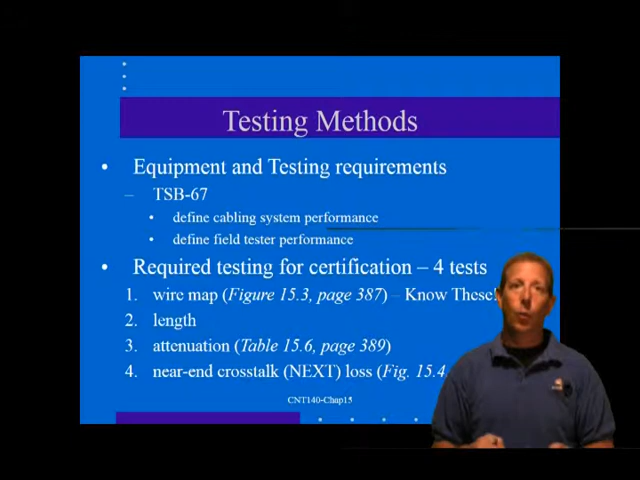 Testing Methods
• Equipment and Testing requirements
– TSB-67
• define cabling system performance
• define field tester performance
• Required testing for certification – 4 tests
1. wire map (Figure 15.3, page 387) – Know These!
2. length
3. attenuation (Table 15.6, page 389)
4. near-end crosstalk (NEXT) loss (Fig. 15.4
CNT140-Chap15